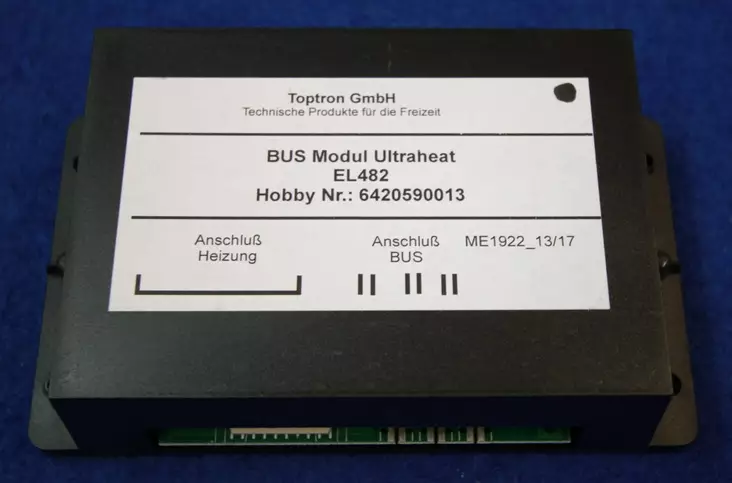 Toptron GmbH
Technische Produkte für die Freizeit
BUS Modul Ultraheat
EL482
Hobby Nr.: 6420590013
Anschluß
Heizung
Anschluß
BUS
ME1922_13/17